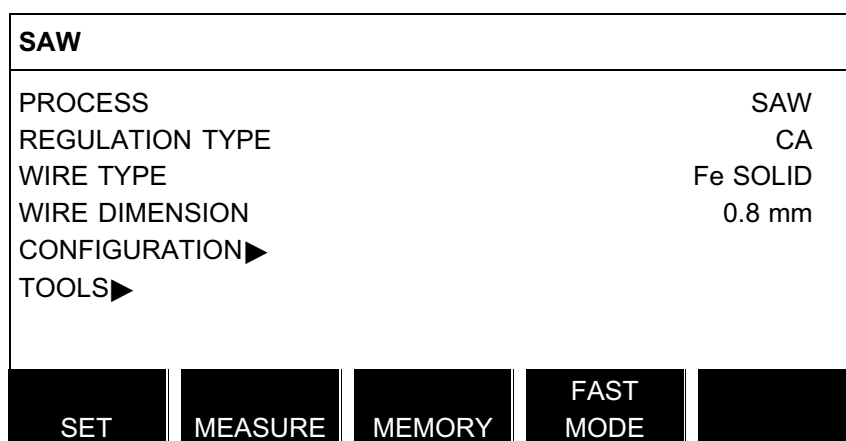 SAW
PROCESS SAW
REGULATION TYPE CA
WIRE TYPE Fe SOLID
WIRE DIMENSION 0.8 mm
CONFIGURATION▶
TOOLS▶
SET MEASURE MEMORY FAST MODE